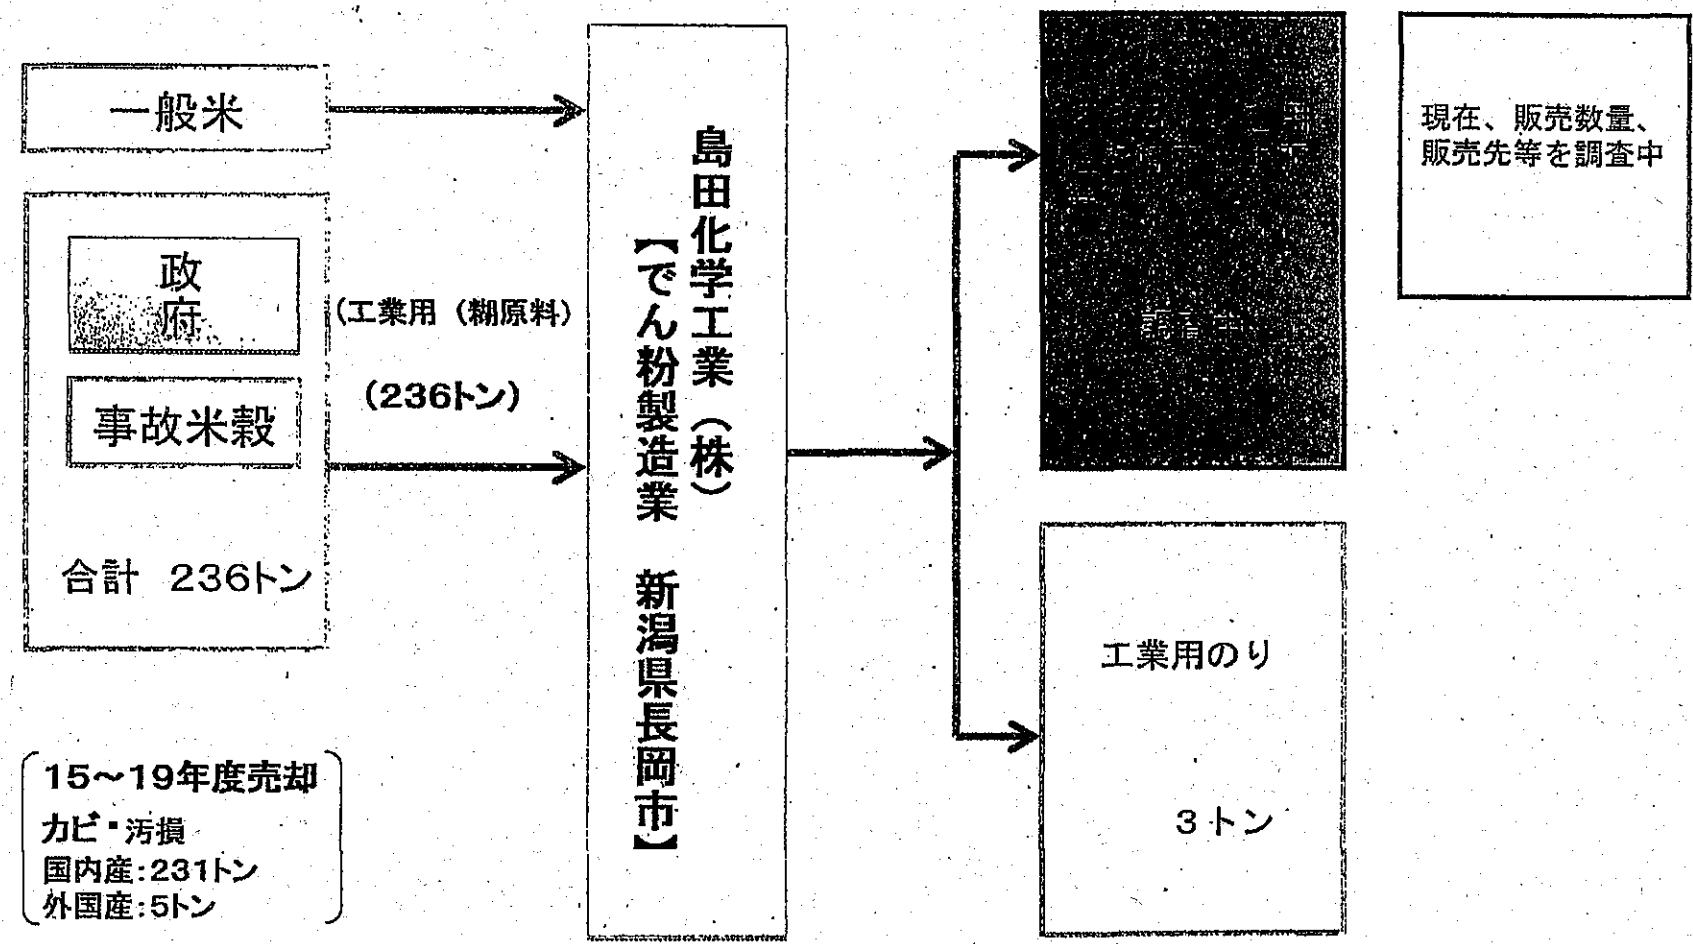 一般米
政
府
事故米穀
合計 236トン
15～19年度売却
カビ・汚損
国内産:231トン
外国産:5トン
(工業用（糊原料）
(236トン)
島田化学工業（株）
【でん粉製造業 新潟県長岡市】
工業用のり
3トン
現在、販売数量、
販売先等を調査中